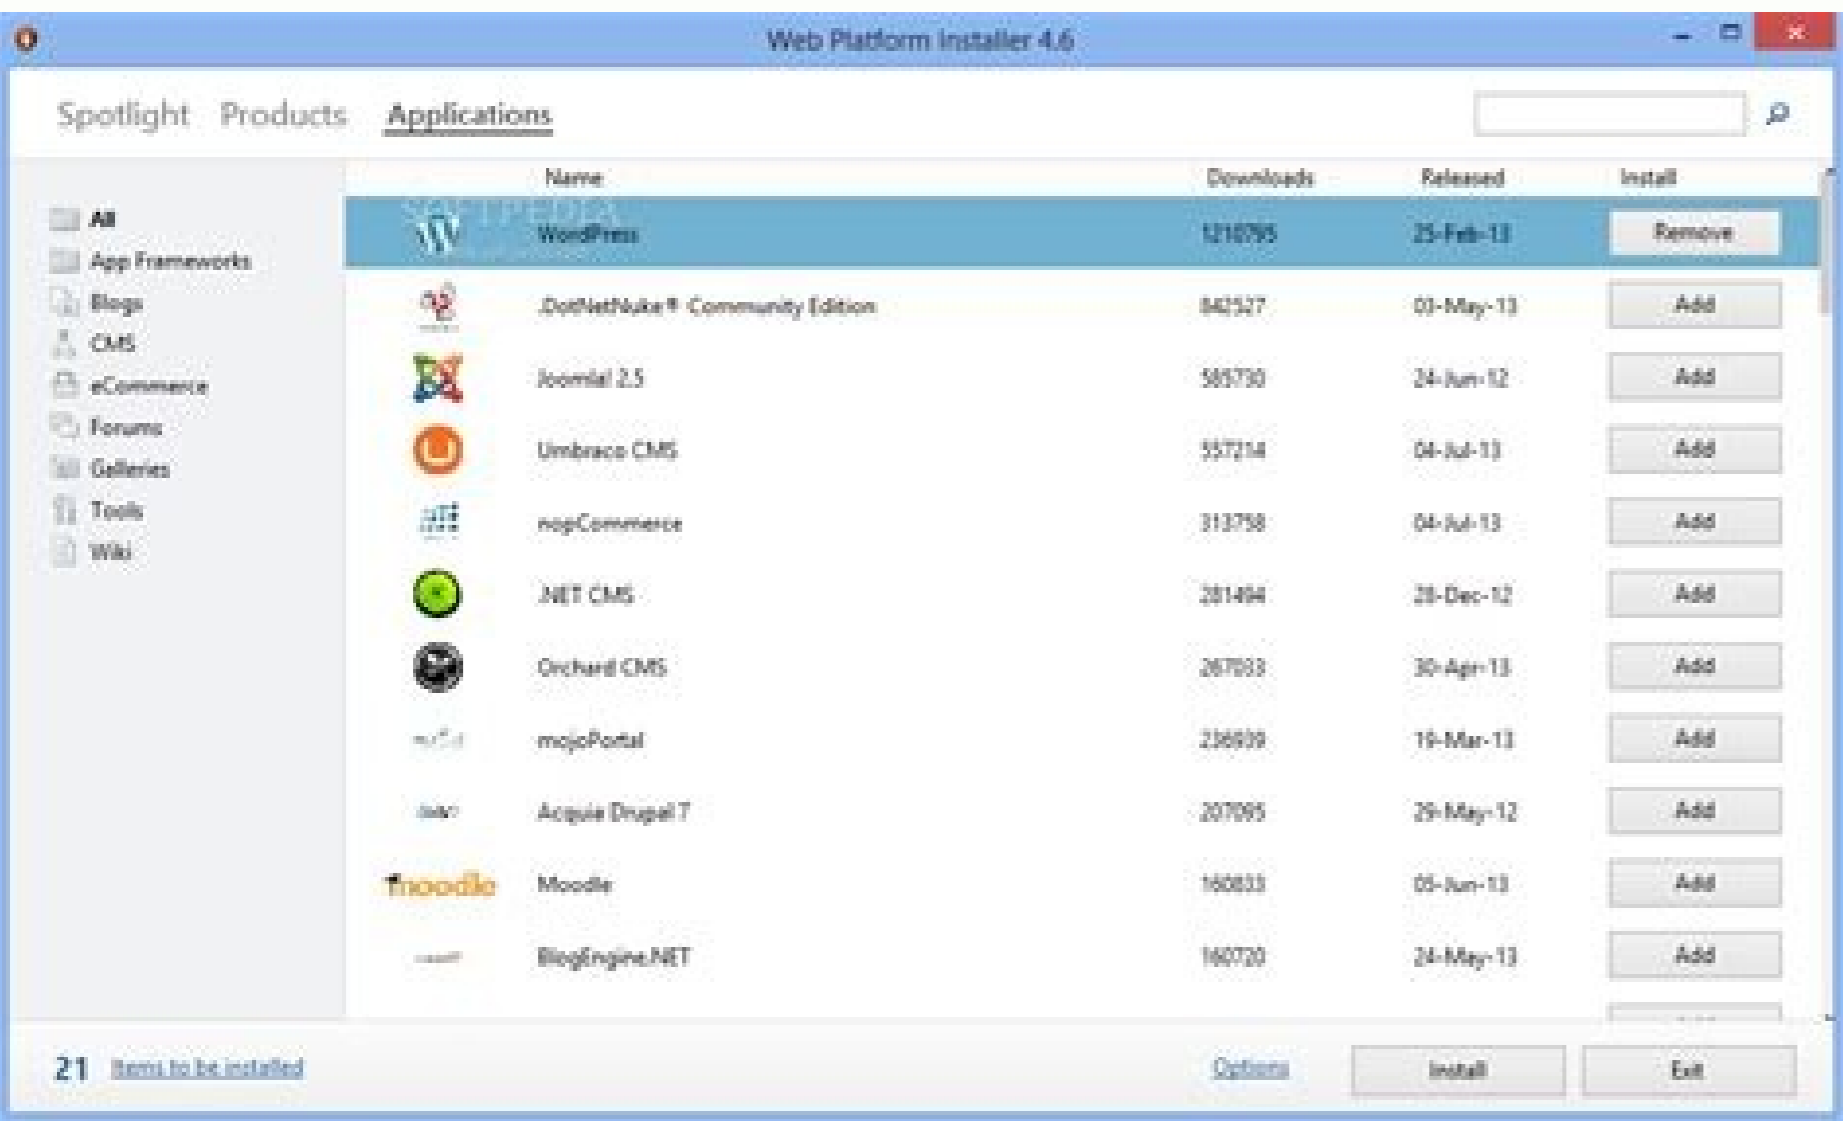 Web Platform Installer 4.6
Spotlight Products Applications
Name Downloads Released Install
All
App Frameworks
Blogs
CMS
eCommerce
Forums
Galleries
Tools
Wiki
SOFTPEDIA
WordPress 1210795 25-Feb-13 Remove
.DotNetNuke® Community Edition 842527 03-May-13 Add
Joomla! 2.5 585730 24-Jun-12 Add
Umbraco CMS 557214 04-Jul-13 Add
nopCommerce 313758 04-Jul-13 Add
.NET CMS 281494 28-Dec-12 Add
Orchard CMS 267033 30-Apr-13 Add
mojoPortal 236939 19-Mar-13 Add
Acquia Drupal 7 207095 29-May-12 Add
moodle Moodle 160833 05-Jun-13 Add
BlogEngine.NET 160720 24-May-13 Add
21 Items to be installed Options Install Exit